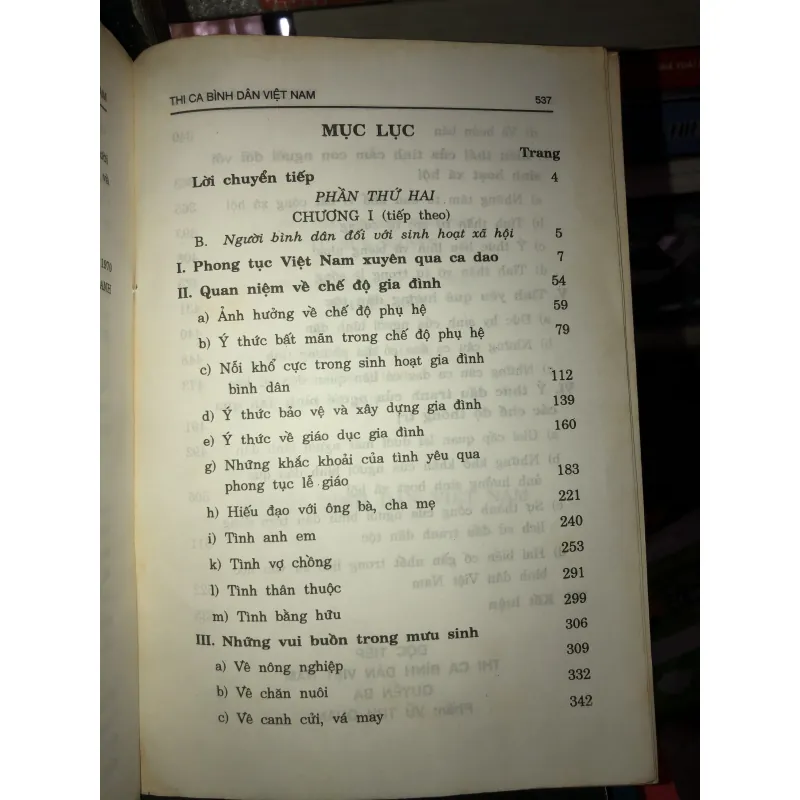 THI CA BÌNH DÂN VIỆT NAM 537
MỤC LỤC
Trang
Lời chuyển tiếp 4
PHẦN THỨ HAI
CHƯƠNG I (tiếp theo)
B. Người bình dân đối với sinh hoạt xã hội 5
I. Phong tục Việt Nam xuyên qua ca dao 7
II. Quan niệm về chế độ gia đình 54
a) Ảnh hưởng về chế độ phụ hệ 59
b) Ý thức bất mãn trong chế độ phụ hệ 79
c) Nỗi khổ cực trong sinh hoạt gia đình
bình dân 112
d) Ý thức bảo vệ và xây dựng gia đình 139
e) Ý thức về giáo dục gia đình 160
g) Những khắc khoải của tình yêu qua
phong tục lễ giáo 183
h) Hiếu đạo với ông bà, cha mẹ 221
i) Tình anh em 240
k) Tình vợ chồng 253
l) Tình thân thuộc 291
m) Tình bằng hữu 299
III. Những vui buồn trong mưu sinh 306
a) Về nông nghiệp 309
b) Về chăn nuôi 332
c) Về canh cửi, vá may 342